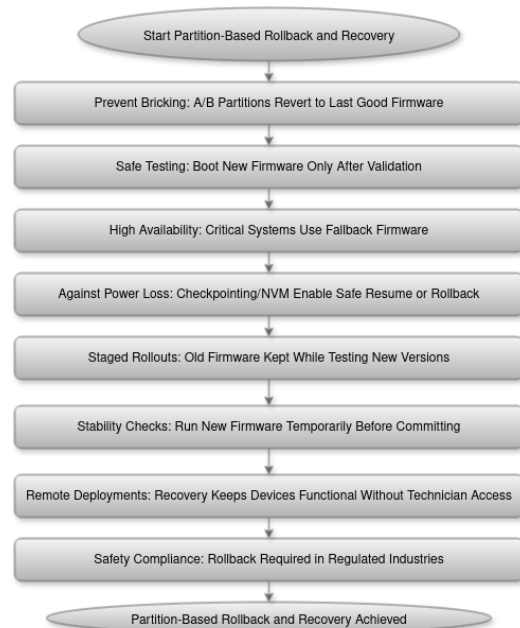 Start Partition-Based Rollback and Recovery
Prevent Bricking: A/B Partitions Revert to Last Good Firmware
Safe Testing: Boot New Firmware Only After Validation
High Availability: Critical Systems Use Fallback Firmware
Against Power Loss: Checkpointing/NVM Enable Safe Resume or Rollback
Staged Rollouts: Old Firmware Kept While Testing New Versions
Stability Checks: Run New Firmware Temporarily Before Committing
Remote Deployments: Recovery Keeps Devices Functional Without Technician Access
Safety Compliance: Rollback Required in Regulated Industries
Partition-Based Rollback and Recovery Achieved